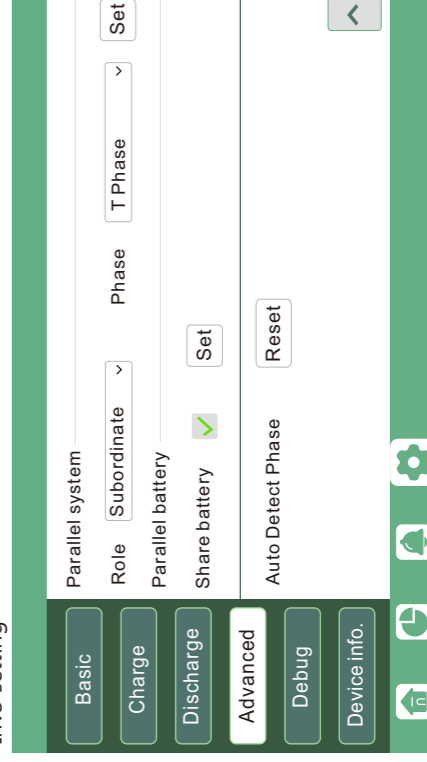 Basic
Charge
Discharge
Advanced
Debug
Device info.
Parallel system
Role Subordinate Phase T Phase Set
Parallel battery
Share battery Set
Auto Detect Phase Reset